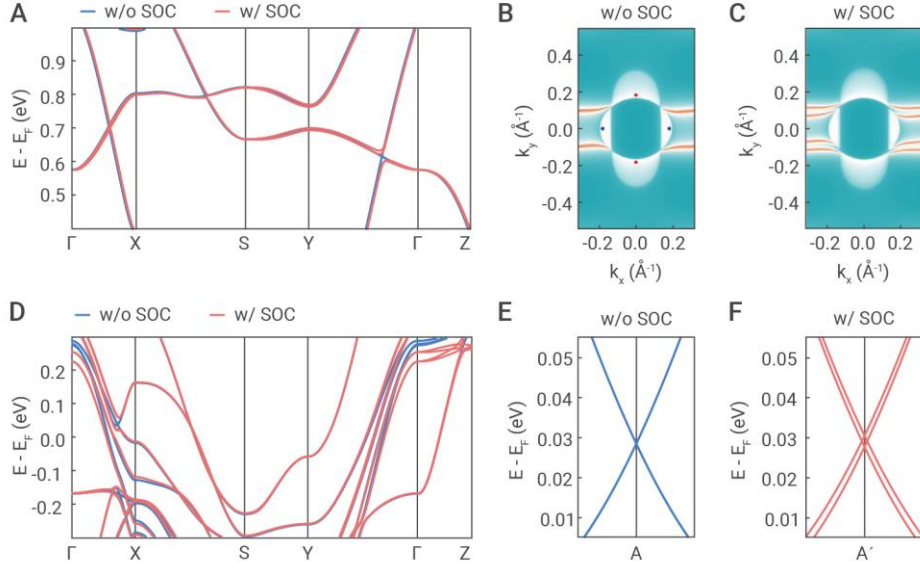 A
w/o SOC
w/ SOC
E - E_F (eV)
0.9
0.8
0.7
0.6
0.5
Γ
X
S
Y
Γ
Z
B
w/o SOC
k_y (Å⁻¹)
0.4
0.2
0.0
-0.2
-0.4
-0.2
0.0
0.2
k_x (Å⁻¹)
C
w/ SOC
k_y (Å⁻¹)
0.4
0.2
0.0
-0.2
-0.4
-0.2
0.0
0.2
k_x (Å⁻¹)
D
w/o SOC
w/ SOC
E - E_F (eV)
0.2
0.1
0.0
-0.1
-0.2
Γ
X
S
Y
Γ
Z
E
w/o SOC
E - E_F (eV)
0.05
0.04
0.03
0.02
0.01
A
F
w/ SOC
E - E_F (eV)
0.05
0.04
0.03
0.02
0.01
A´